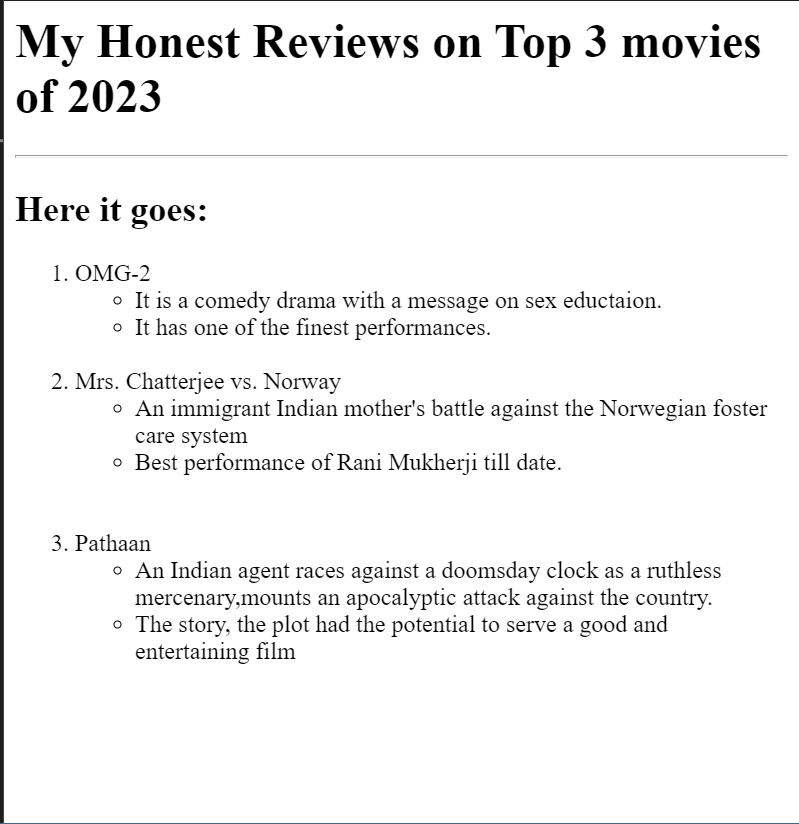 My Honest Reviews on Top 3 movies
of 2023
Here it goes:
1. OMG-2
It is a comedy drama with a message on sex eductaion.
It has one of the finest performances.
2. Mrs. Chatterjee vs. Norway
An immigrant Indian mother's battle against the Norwegian foster
care system
Best performance of Rani Mukherji till date.
3. Pathaan
An Indian agent races against a doomsday clock as a ruthless
mercenary,mounts an apocalyptic attack against the country.
The story, the plot had the potential to serve a good and
entertaining film